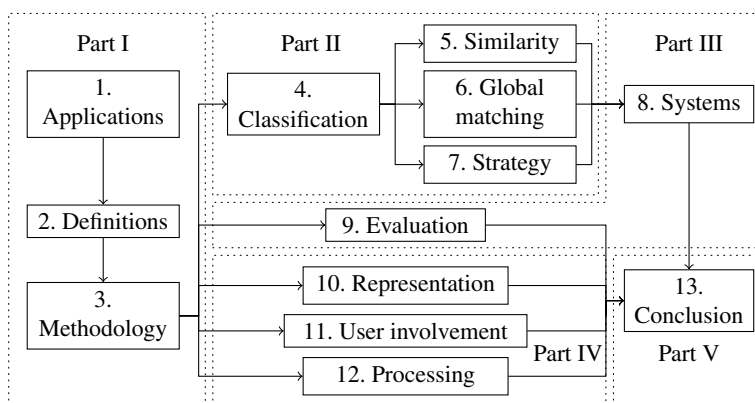 Part I
Part II
Part III
1.
Applications
2. Definitions
3.
Methodology
4.
Classification
5. Similarity
6. Global
matching
7. Strategy
8. Systems
9. Evaluation
10. Representation
11. User involvement
12. Processing
Part IV
13.
Conclusion
Part V